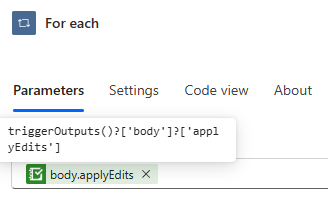 For each
Parameters Settings Code view About
triggerOutputs()?['body']?['appl
yEdits']
body.applyEdits